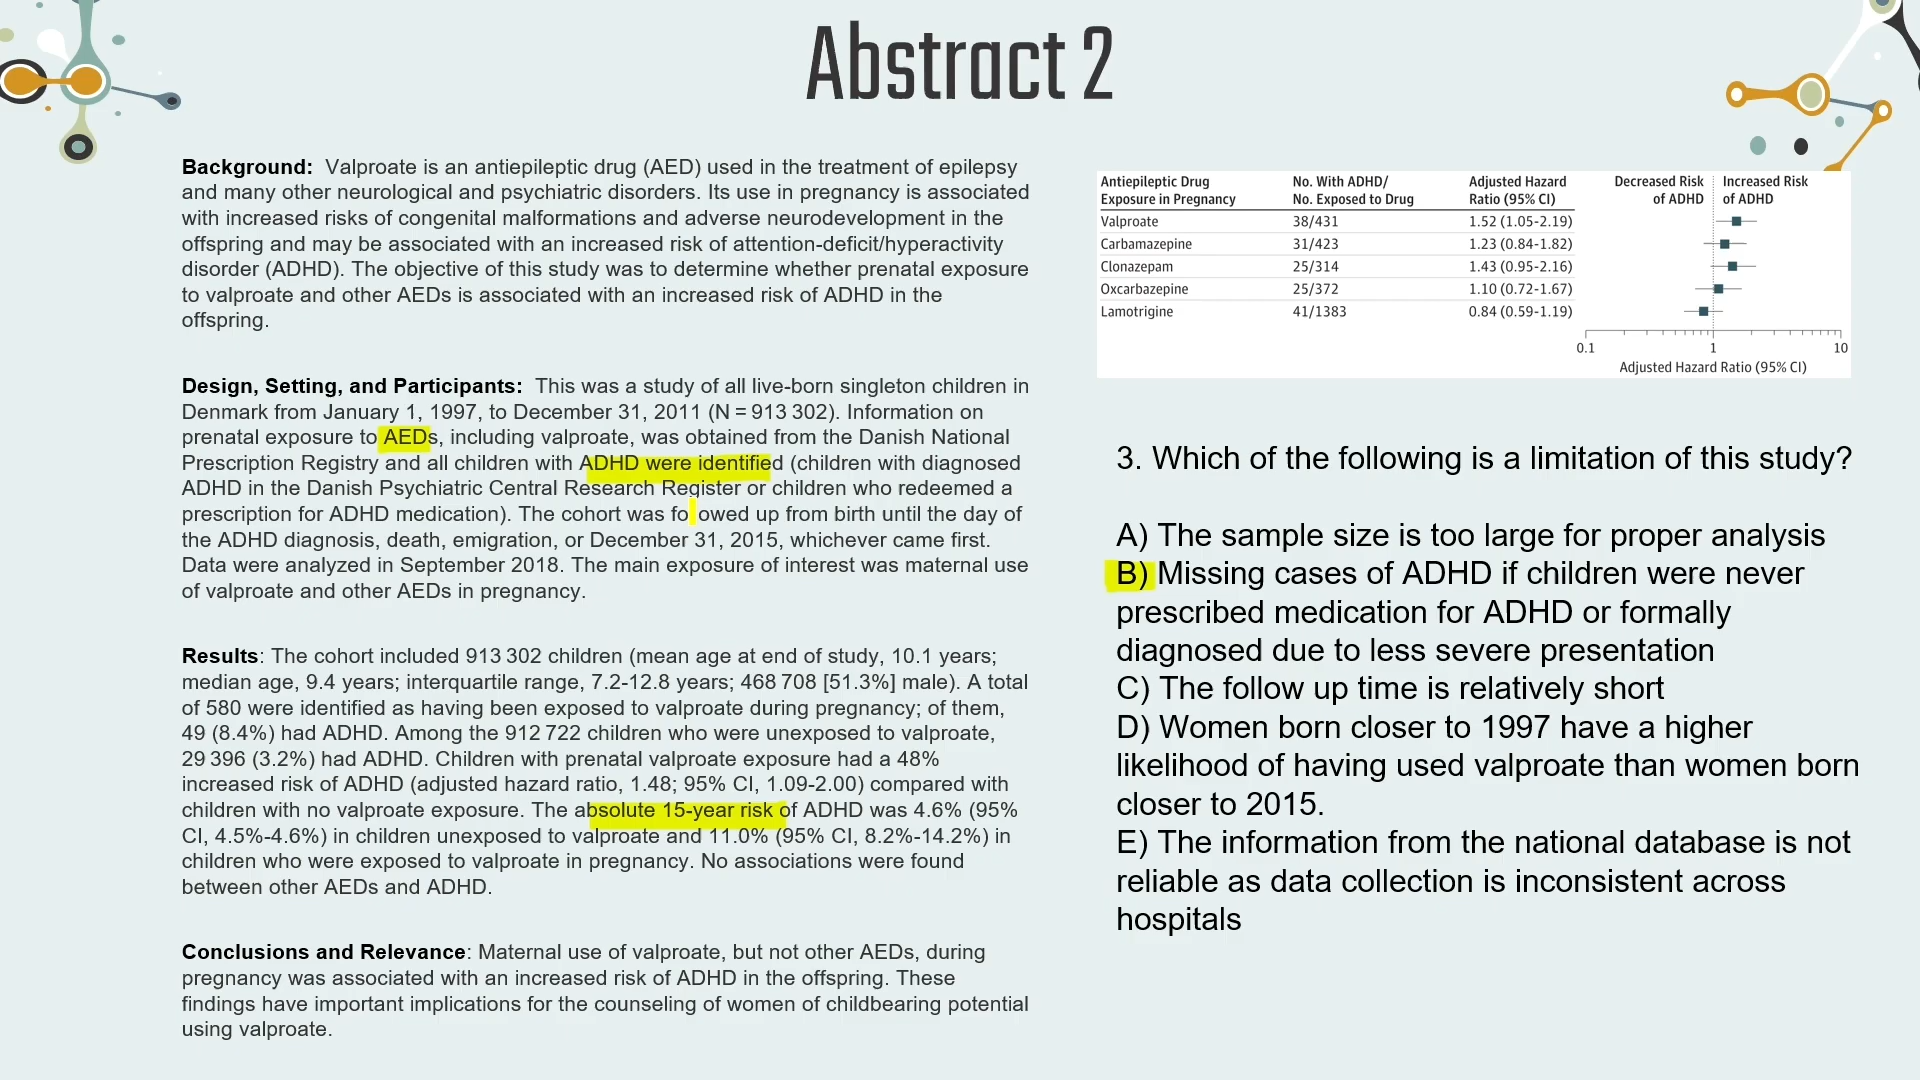 Abstract 2
Background: Valproate is an antiepileptic drug (AED) used in the treatment of epilepsy
and many other neurological and psychiatric disorders. Its use in pregnancy is associated
with increased risks of congenital malformations and adverse neurodevelopment in the
offspring and may be associated with an increased risk of attention-deficit/hyperactivity
disorder (ADHD). The objective of this study was to determine whether prenatal exposure
to valproate and other AEDs is associated with an increased risk of ADHD in the
offspring.
Design, Setting, and Participants: This was a study of all live-born singleton children in
Denmark from January 1, 1997, to December 31, 2011 (N = 913 302). Information on
prenatal exposure to AEDs, including valproate, was obtained from the Danish National
Prescription Registry and all children with ADHD were identified (children with diagnosed
ADHD in the Danish Psychiatric Central Research Register or children who redeemed a
prescription for ADHD medication). The cohort was fo owed up from birth until the day of
the ADHD diagnosis, death, emigration, or December 31, 2015, whichever came first.
Data were analyzed in September 2018. The main exposure of interest was maternal use
of valproate and other AEDs in pregnancy.
Results: The cohort included 913 302 children (mean age at end of study, 10.1 years;
median age, 9.4 years; interquartile range, 7.2-12.8 years; 468 708 [51.3%] male). A total
of 580 were identified as having been exposed to valproate during pregnancy; of them,
49 (8.4%) had ADHD. Among the 912 722 children who were unexposed to valproate,
29 396 (3.2%) had ADHD. Children with prenatal valproate exposure had a 48%
increased risk of ADHD (adjusted hazard ratio, 1.48; 95% CI, 1.09-2.00) compared with
children with no valproate exposure. The absolute 15-year risk of ADHD was 4.6% (95%
CI, 4.5%-4.6%) in children unexposed to valproate and 11.0% (95% CI, 8.2%-14.2%) in
children who were exposed to valproate in pregnancy. No associations were found
between other AEDs and ADHD.
Conclusions and Relevance: Maternal use of valproate, but not other AEDs, during
pregnancy was associated with an increased risk of ADHD in the offspring. These
findings have important implications for the counseling of women of childbearing potential
using valproate.
Antiepileptic Drug No. With ADHD/ Adjusted Hazard Decreased Risk Increased Risk
Exposure in Pregnancy No. Exposed to Drug Ratio (95% CI) of ADHD of ADHD
Valproate 38/431 1.52 (1.05-2.19)
Carbamazepine 31/423 1.23 (0.84-1.82)
Clonazepam 25/314 1.43 (0.95-2.16)
Oxcarbazepine 25/372 1.10 (0.72-1.67)
Lamotrigine 41/1383 0.84 (0.59-1.19)
0.1 1 10
Adjusted Hazard Ratio (95% CI)
3. Which of the following is a limitation of this study?
A) The sample size is too large for proper analysis
B) Missing cases of ADHD if children were never
prescribed medication for ADHD or formally
diagnosed due to less severe presentation
C) The follow up time is relatively short
D) Women born closer to 1997 have a higher
likelihood of having used valproate than women born
closer to 2015.
E) The information from the national database is not
reliable as data collection is inconsistent across
hospitals